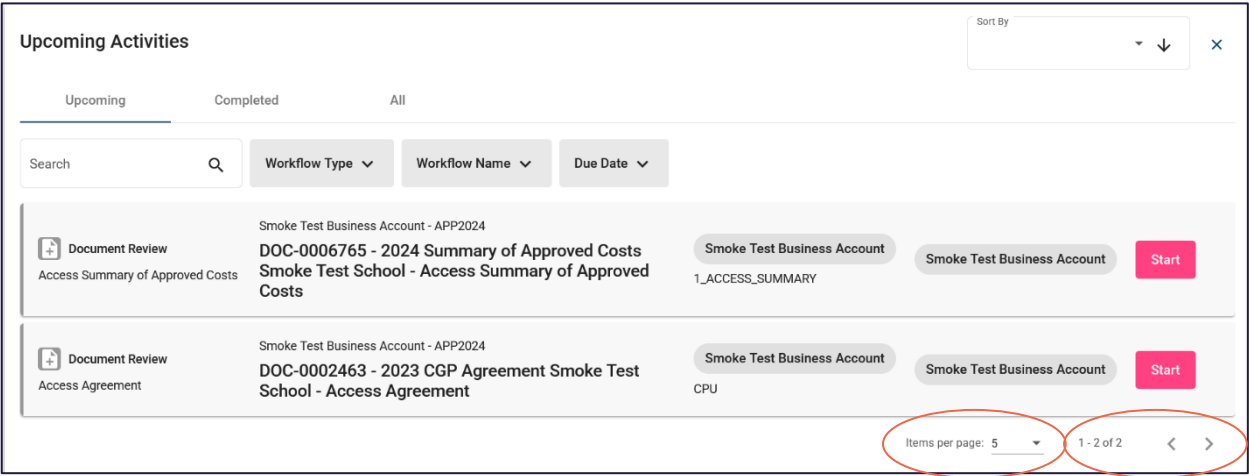 Sort By
Upcoming Activities
Upcoming Completed All
Search Workflow Type Workflow Name Due Date
Smoke Test Business Account - APP2024
Document Review
Access Summary of Approved Costs
DOC-0006765 - 2024 Summary of Approved Costs
Smoke Test School - Access Summary of Approved
Costs
Smoke Test Business Account
1_ACCESS_SUMMARY
Smoke Test Business Account
Start
Smoke Test Business Account - APP2024
Document Review
Access Agreement
DOC-0002463 - 2023 CGP Agreement Smoke Test
School - Access Agreement
Smoke Test Business Account
CPU
Smoke Test Business Account
Start
Items per page: 5 1 - 2 of 2